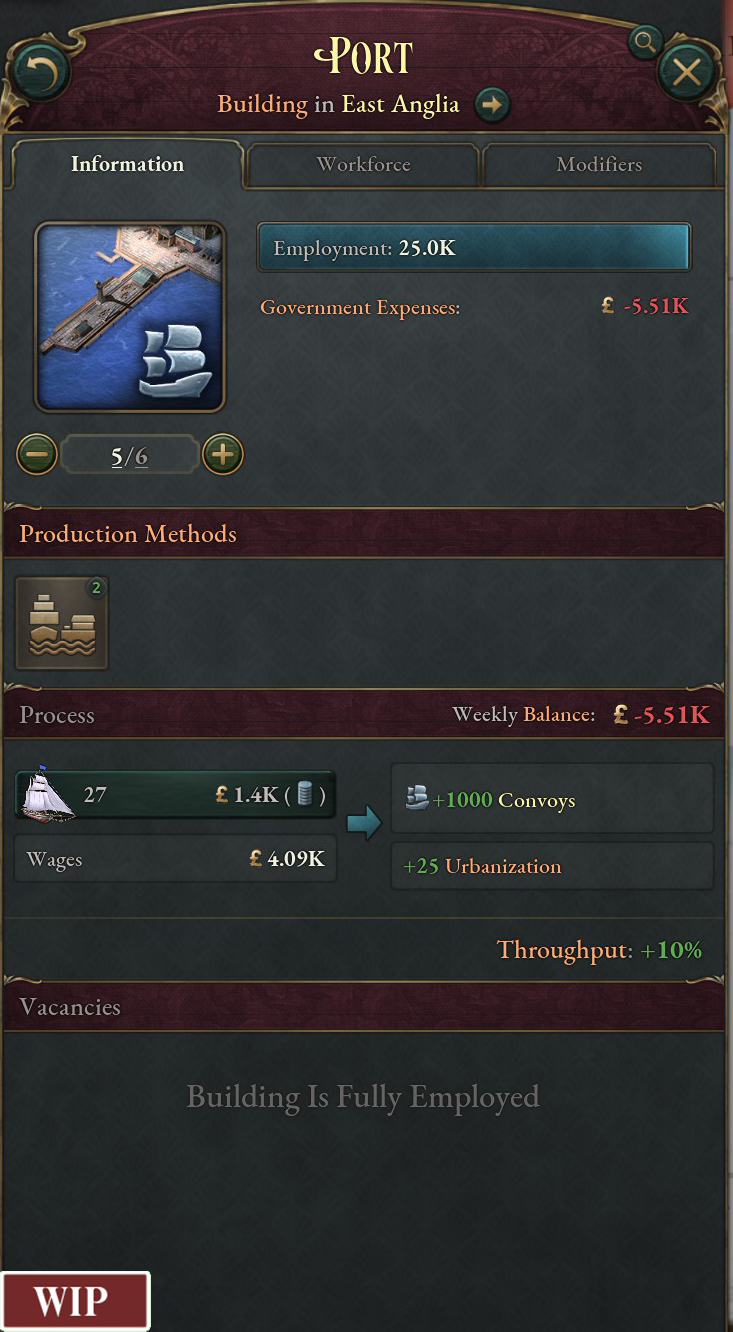 PORT
Building in East Anglia
Information Workforce Modifiers
Employment: 25.0K
Government Expenses: £ -5.51K
5/6
Production Methods
2
Process Weekly Balance: £ -5.51K
27 £ 1.4K ( )
+1000 Convoys
Wages £ 4.09K
+25 Urbanization
Throughput: +10%
Vacancies
Building Is Fully Employed
WIP